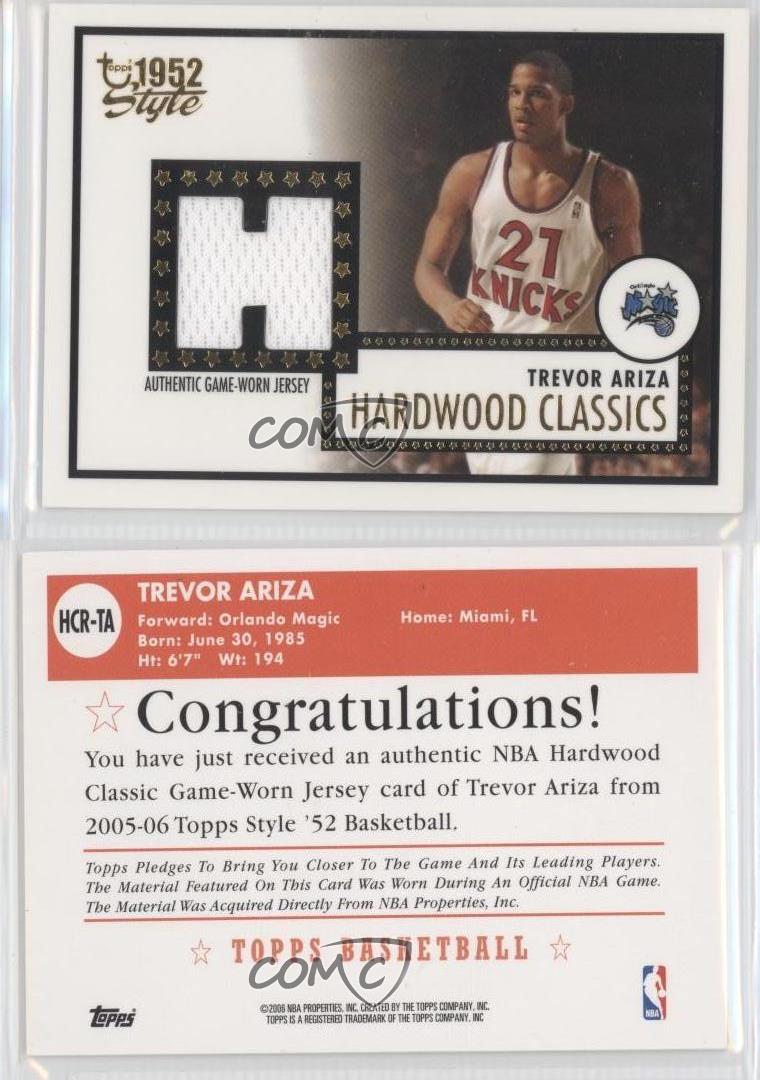 Topps 1952
Style
21
KNICKS
Orlando
MAGIC
AUTHENTIC GAME-WORN JERSEY
TREVOR ARIZA
HARDWOOD CLASSICS
COMC
HCR-TA
TREVOR ARIZA
Forward: Orlando Magic Home: Miami, FL
Born: June 30, 1985
Ht: 6'7" Wt: 194
Congratulations!
You have just received an authentic NBA Hardwood
Classic Game-Worn Jersey card of Trevor Ariza from
2005-06 Topps Style '52 Basketball.
Topps Pledges To Bring You Closer To The Game And Its Leading Players.
The Material Featured On This Card Was Worn During An Official NBA Game.
The Material Was Acquired Directly From NBA Properties, Inc.
TOPPS BASKETBALL
COMC
Topps
©2006 NBA PROPERTIES, INC. CREATED BY THE TOPPS COMPANY, INC.
TOPPS IS A REGISTERED TRADEMARK OF THE TOPPS COMPANY, INC
NBA